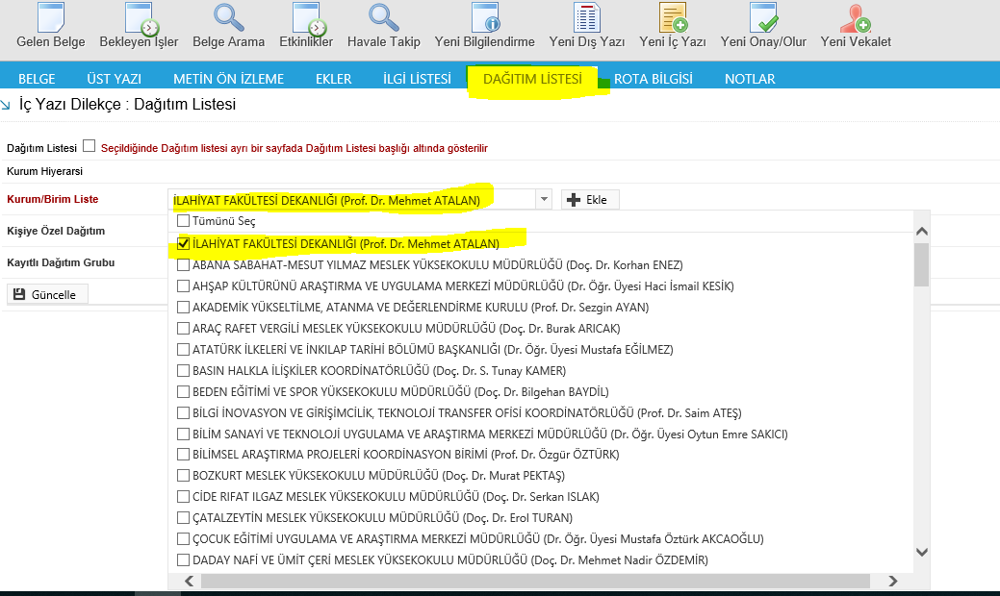 Gelen Belge Bekleyen İşler Belge Arama Etkinlikler Havale Takip Yeni Bilgilendirme Yeni Dış Yazı Yeni İç Yazı Yeni Onay/Olur Yeni Vekalet
BELGE ÜST YAZI METİN ÖN İZLEME EKLER İLGİ LİSTESİ DAĞITIM LİSTESİ ROTA BİLGİSİ NOTLAR
İç Yazı Dilekçe : Dağıtım Listesi
Dağıtım Listesi Seçildiğinde Dağıtım listesi ayrı bir sayfada Dağıtım Listesi başlığı altında gösterilir
Kurum Hiyerarsi
Kurum/Birim Liste İLAHİYAT FAKÜLTESİ DEKANLIĞI (Prof. Dr. Mehmet ATALAN) Ekle
Kişiye Özel Dağıtım
Kayıtlı Dağıtım Grubu
Güncelle
Tümünü Seç
İLAHİYAT FAKÜLTESİ DEKANLIĞI (Prof. Dr. Mehmet ATALAN)
ABANA SABAHAT-MESUT YILMAZ MESLEK YÜKSEKOKULU MÜDÜRLÜĞÜ (Doç. Dr. Korhan ENEZ)
AHŞAP KÜLTÜRÜNÜ ARAŞTIRMA VE UYGULAMA MERKEZİ MÜDÜRLÜĞÜ (Dr. Öğr. Üyesi Haci İsmail KESİK)
AKADEMİK YÜKSELTİLME, ATANMA VE DEĞERLENDİRME KURULU (Prof. Dr. Sezgin AYAN)
ARAÇ RAFET VERGİLİ MESLEK YÜKSEKOKULU MÜDÜRLÜĞÜ (Doç. Dr. Burak ARICAK)
ATATÜRK İLKELERİ VE İNKILAP TARİHİ BÖLÜMÜ BAŞKANLIĞI (Dr. Öğr. Üyesi Mustafa EĞİLMEZ)
BASIN HALKLA İLİŞKİLER KOORDİNATÖRLÜĞÜ (Doç. Dr. S. Tunay KAMER)
BEDEN EĞİTİMİ VE SPOR YÜKSEKOKULU MÜDÜRLÜĞÜ (Doç. Dr. Bilgehan BAYDİL)
BİLGİ İNOVASYON VE GİRİŞİMCİLİK, TEKNOLOJİ TRANSFER OFİSİ KOORDİNATÖRLÜĞÜ (Prof. Dr. Saim ATEŞ)
BİLİM SANAYİ VE TEKNOLOJİ UYGULAMA VE ARAŞTIRMA MERKEZİ MÜDÜRLÜĞÜ (Dr. Öğr. Üyesi Oytun Emre SAKICI)
BİLİMSEL ARAŞTIRMA PROJELERİ KOORDİNASYON BİRİMİ (Prof. Dr. Özgür ÖZTÜRK)
BOZKURT MESLEK YÜKSEKOKULU MÜDÜRLÜĞÜ (Doç. Dr. Murat PEKTAŞ)
CİDE RIFAT ILGAZ MESLEK YÜKSEKOKULU MÜDÜRLÜĞÜ (Doç. Dr. Serkan ISLAK)
ÇATALZEYTİN MESLEK YÜKSEKOKULU MÜDÜRLÜĞÜ (Doç. Dr. Erol TURAN)
ÇOCUK EĞİTİMİ UYGULAMA VE ARAŞTIRMA MERKEZİ MÜDÜRLÜĞÜ (Dr. Öğr. Üyesi Mustafa Öztürk AKCAOĞLU)
DADAY NAFİ VE ÜMİT ÇERİ MESLEK YÜKSEKOKULU MÜDÜRLÜĞÜ (Doç. Dr. Mehmet Nadir ÖZDEMİR)